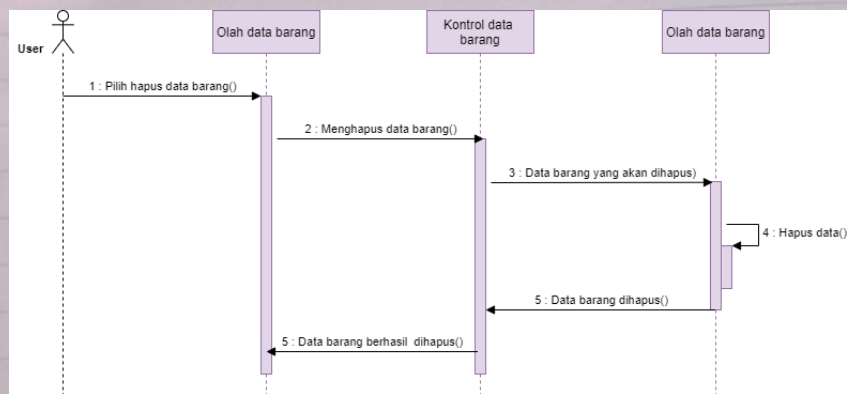 User
Olah data barang
Kontrol data
barang
Olah data barang
1 : Pilih hapus data barang()
2 : Menghapus data barang()
3 : Data barang yang akan dihapus)
4 : Hapus data()
5 : Data barang dihapus()
5 : Data barang berhasil dihapus()